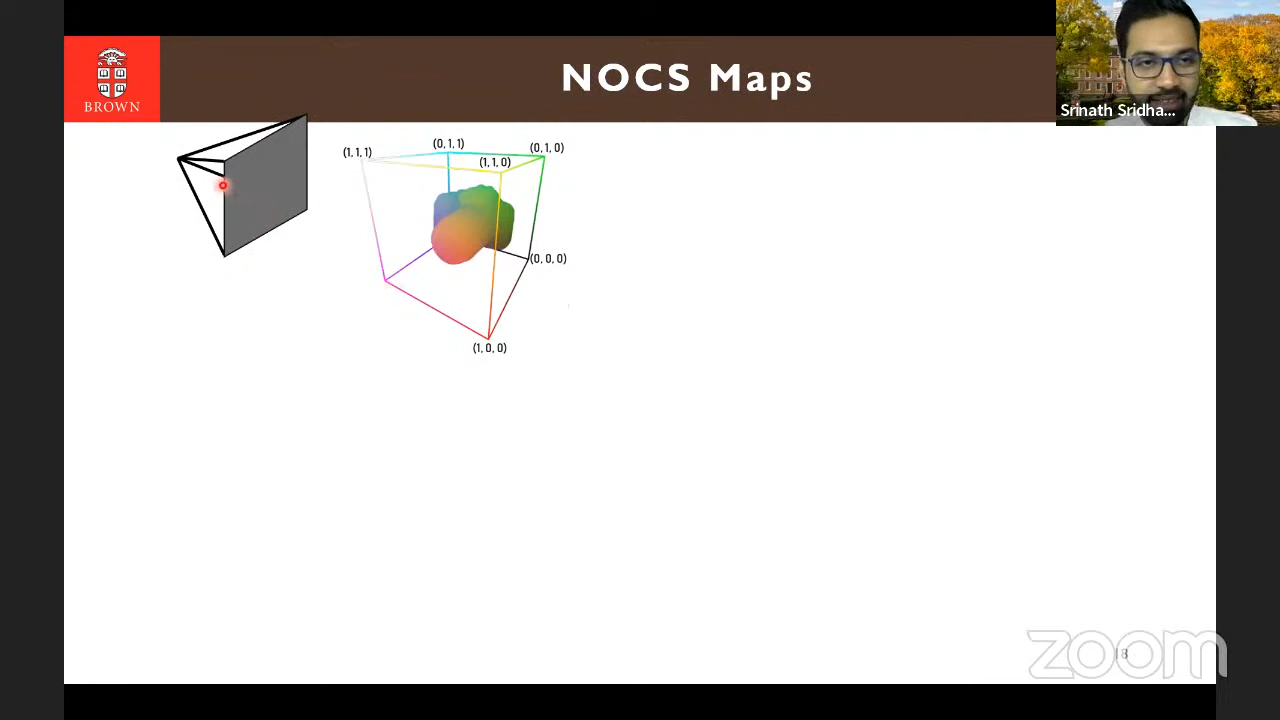 NOCS Maps
BROWN
Srinath Sridha...
(1, 1, 1)
(0, 1, 1)
(1, 1, 0)
(0, 1, 0)
(0, 0, 0)
(1, 0, 0)
zoom
18